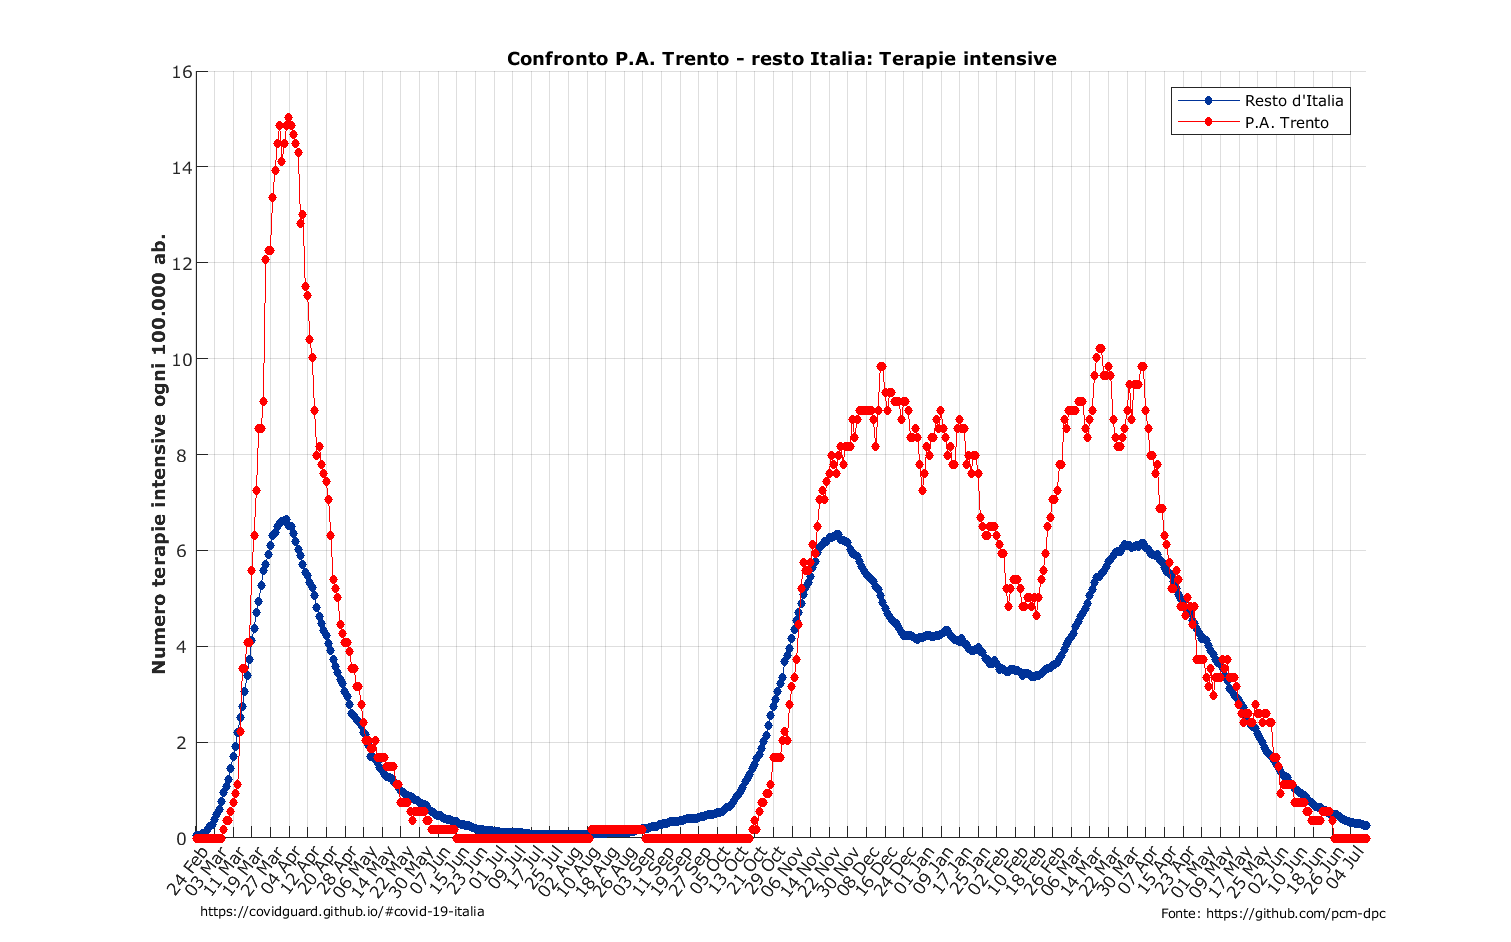 Confronto P.A. Trento - resto Italia: Terapie intensive
Resto d'Italia
P.A. Trento
Numero terapie intensive ogni 100.000 ab.
16
14
12
10
8
6
4
2
0
24 Feb
03 Mar
11 Mar
19 Mar
27 Mar
04 Apr
12 Apr
20 Apr
28 Apr
06 May
14 May
22 May
30 May
07 Jun
15 Jun
23 Jun
01 Jul
09 Jul
17 Jul
25 Jul
02 Aug
10 Aug
18 Aug
26 Aug
03 Sep
11 Sep
19 Sep
27 Sep
05 Oct
13 Oct
21 Oct
29 Oct
06 Nov
14 Nov
22 Nov
30 Nov
08 Dec
16 Dec
24 Dec
01 Jan
09 Jan
17 Jan
25 Jan
02 Feb
10 Feb
18 Feb
26 Feb
06 Mar
14 Mar
22 Mar
30 Mar
07 Apr
15 Apr
23 Apr
01 May
09 May
17 May
25 May
02 Jun
10 Jun
18 Jun
26 Jun
04 Jul
https://covidguard.github.io/#covid-19-italia
Fonte: https://github.com/pcm-dpc